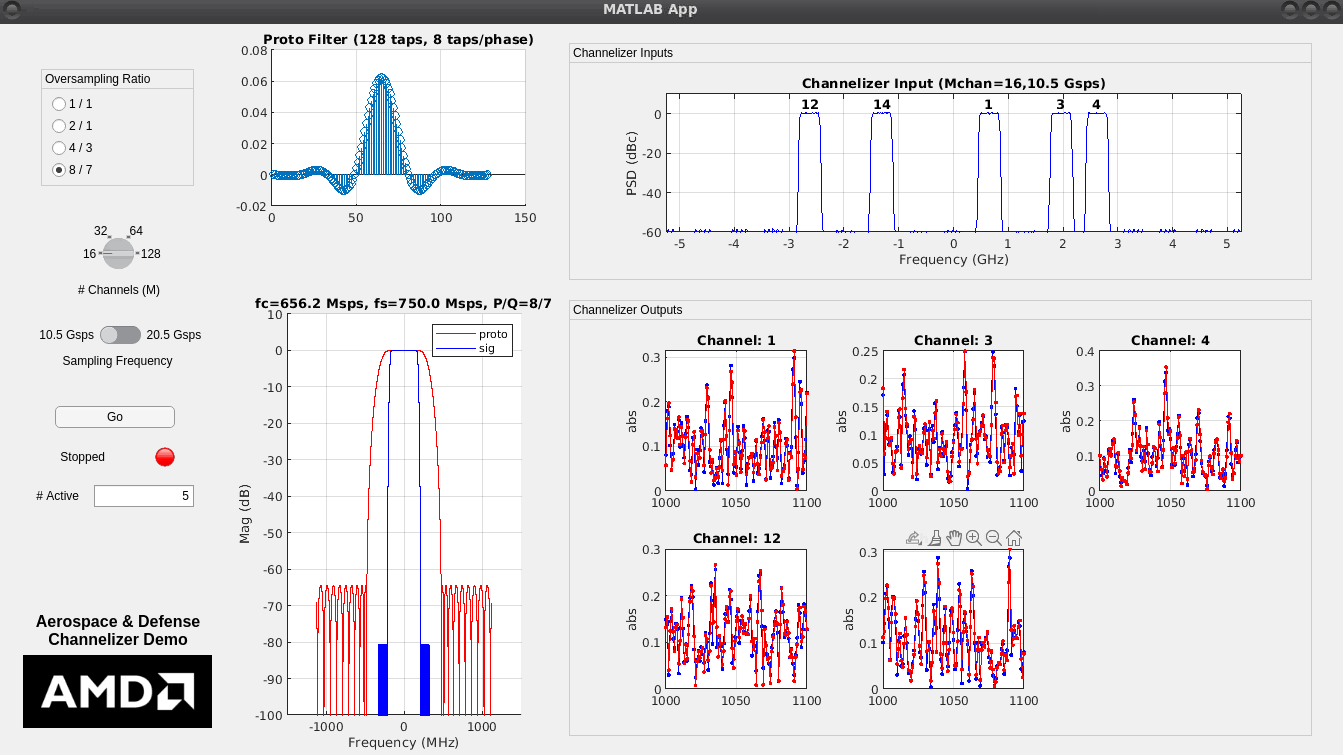 MATLAB App
Oversampling Ratio
1 / 1
2 / 1
4 / 3
8 / 7
32 64
16 128
# Channels (M)
10.5 Gsps 20.5 Gsps
Sampling Frequency
Go
Stopped
# Active 5
Aerospace & Defense
Channelizer Demo
AMD
Proto Filter (128 taps, 8 taps/phase)
0.08
0.06
0.04
0.02
0
-0.02
0 50 100 150
fc=656.2 Msps, fs=750.0 Msps, P/Q=8/7
proto
sig
Mag (dB)
10
0
-10
-20
-30
-40
-50
-60
-70
-80
-90
-100
-1000 0 1000
Frequency (MHz)
Channelizer Inputs
Channelizer Input (Mchan=16,10.5 Gsps)
12 14 1 3 4
PSD (dBc)
0
-20
-40
-60
-5 -4 -3 -2 -1 0 1 2 3 4 5
Frequency (GHz)
Channelizer Outputs
Channel: 1
abs
0.3
0.2
0.1
0
1000 1050 1100
Channel: 3
abs
0.25
0.2
0.15
0.1
0.05
0
1000 1050 1100
Channel: 4
abs
0.4
0.3
0.2
0.1
0
1000 1050 1100
Channel: 12
abs
0.3
0.2
0.1
0
1000 1050 1100
abs
0.3
0.2
0.1
0
1000 1050 1100